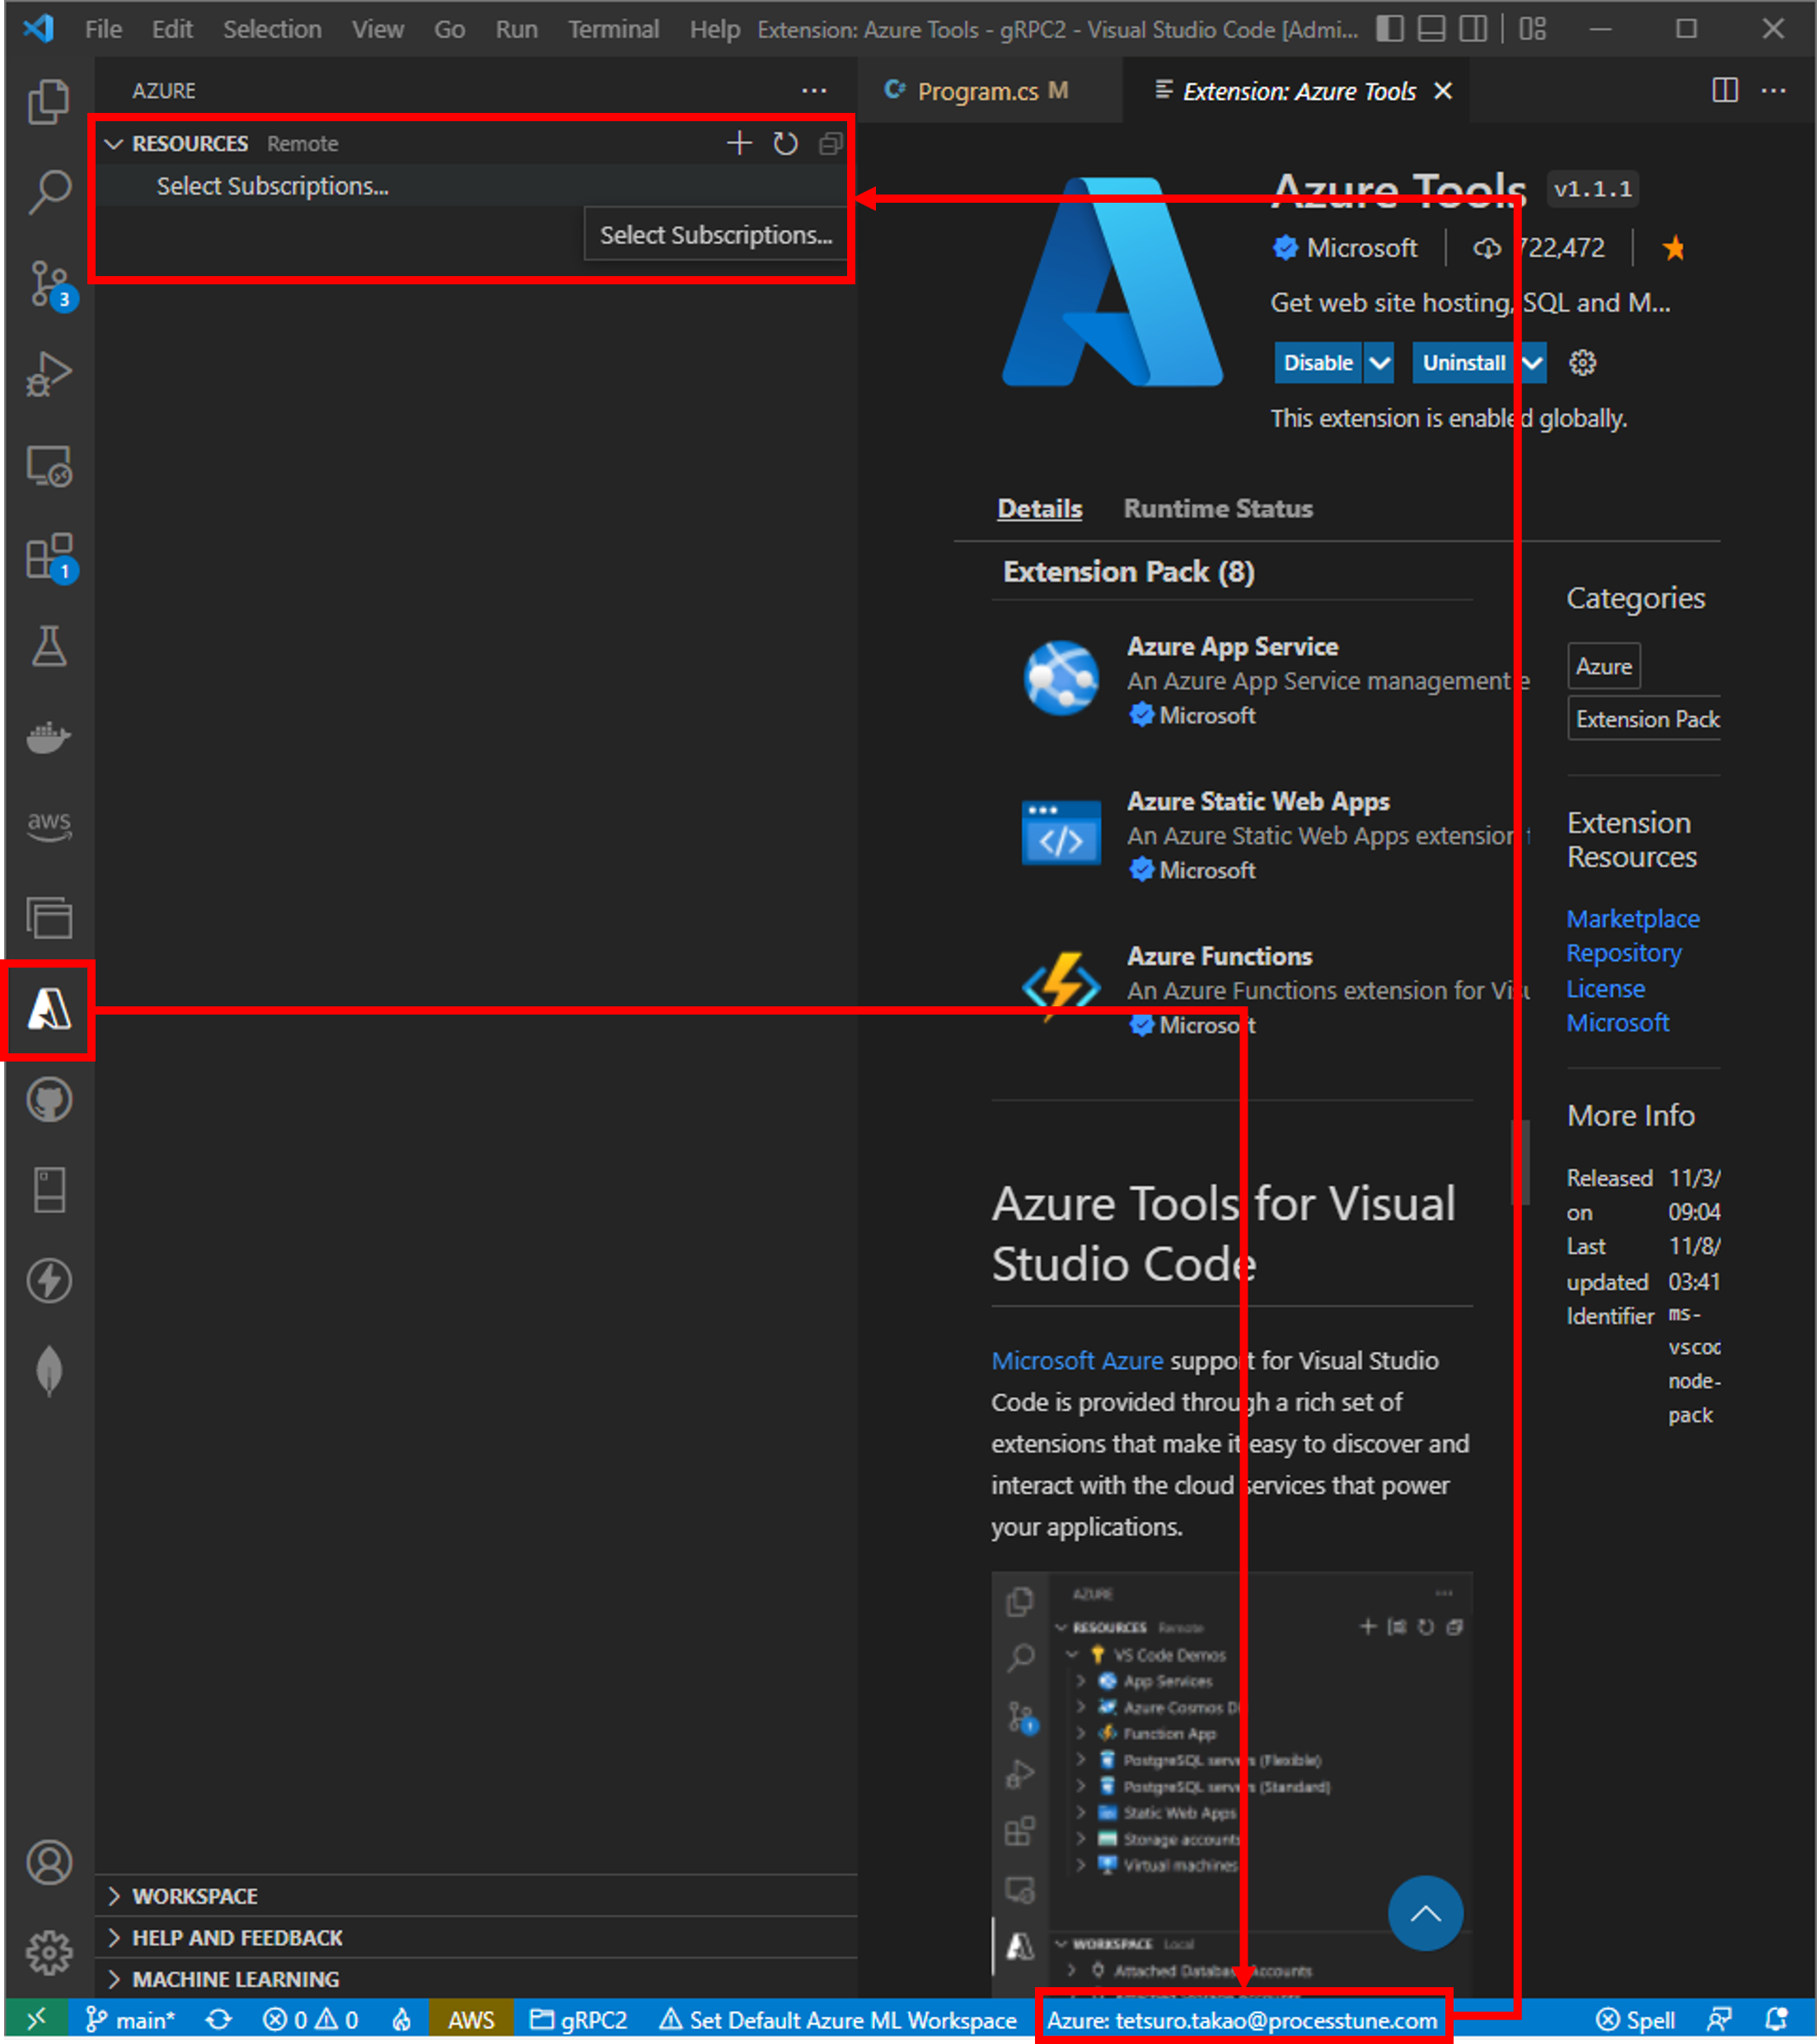 File Edit Selection View Go Run Terminal Help Extension: Azure Tools - gRPC2 - Visual Studio Code [Admi...
AZURE
RESOURCES Remote
Select Subscriptions...
Select Subscriptions...
3
1
aws
WORKSPACE
HELP AND FEEDBACK
MACHINE LEARNING
C# Program.cs M
Extension: Azure Tools
Azure Tools v1.1.1
Microsoft 722,472
Get web site hosting, SQL and M...
Disable Uninstall
This extension is enabled globally.
Details Runtime Status
Extension Pack (8)
Azure App Service
An Azure App Service management e
Microsoft
Azure Static Web Apps
An Azure Static Web Apps extension f
Microsoft
Azure Functions
An Azure Functions extension for Visu
Microsoft
Azure Tools for Visual
Studio Code
Microsoft Azure support for Visual Studio
Code is provided through a rich set of
extensions that make it easy to discover and
interact with the cloud services that power
your applications.
AZURE
RESOURCES Remote
VS Code Demos
App Services
Azure Cosmos DB
Function App
PostgreSQL servers (Flexible)
PostgreSQL servers (Standard)
Static Web Apps
Storage accounts
Virtual machines
WORKSPACE Local
Attached Database Accounts
Categories
Azure
Extension Pack
Extension
Resources
Marketplace
Repository
License
Microsoft
More Info
Released 11/3/
on 09:04
Last 11/8/
updated 03:41
Identifier ms-
vscod
node-
pack
main* 0 0 AWS gRPC2 Set Default Azure ML Workspace Azure: tetsuro.takao@processtune.com Spell